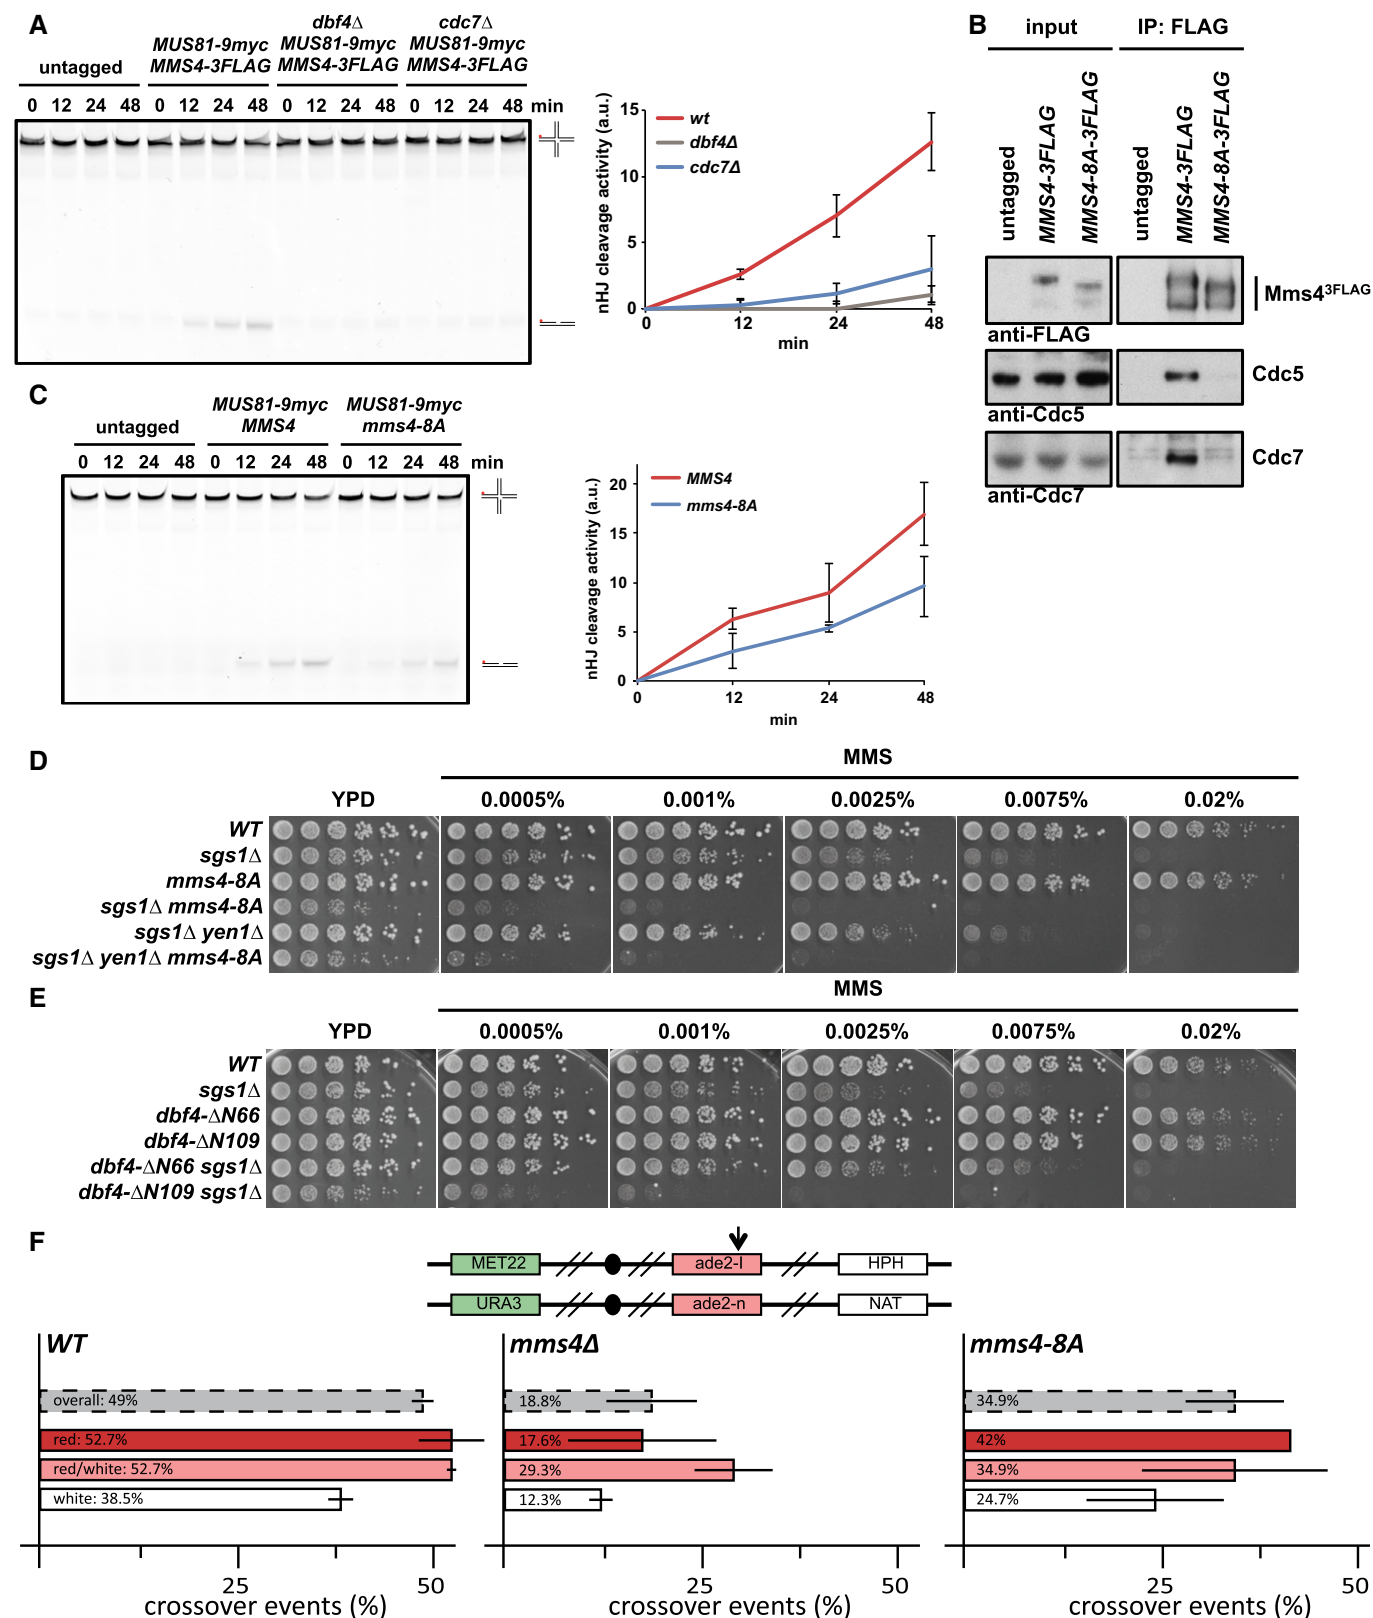 A
untagged
MUS81-9myc
MMS4-3FLAG
dbf4Δ
MUS81-9myc
MMS4-3FLAG
cdc7Δ
MUS81-9myc
MMS4-3FLAG
0 12 24 48 0 12 24 48 0 12 24 48 0 12 24 48 min
nHJ cleavage activity (a.u.)
15
10
5
0
wt
dbf4Δ
cdc7Δ
0 12 24 48
min
B
input
IP: FLAG
untagged
MMS4-3FLAG
MMS4-8A-3FLAG
untagged
MMS4-3FLAG
MMS4-8A-3FLAG
Mms43FLAG
anti-FLAG
Cdc5
anti-Cdc5
Cdc7
anti-Cdc7
C
untagged
MUS81-9myc
MMS4
MUS81-9myc
mms4-8A
0 12 24 48 0 12 24 48 0 12 24 48 min
nHJ cleavage activity (a.u.)
20
15
10
5
0
MMS4
mms4-8A
0 12 24 48
min
D
MMS
YPD 0.0005% 0.001% 0.0025% 0.0075% 0.02%
WT
sgs1Δ
mms4-8A
sgs1Δ mms4-8A
sgs1Δ yen1Δ
sgs1Δ yen1Δ mms4-8A
E
MMS
YPD 0.0005% 0.001% 0.0025% 0.0075% 0.02%
WT
sgs1Δ
dbf4-ΔN66
dbf4-ΔN109
dbf4-ΔN66 sgs1Δ
dbf4-ΔN109 sgs1Δ
F
MET22 ade2-I HPH
URA3 ade2-n NAT
WT
overall: 49%
red: 52.7%
red/white: 52.7%
white: 38.5%
25 50
crossover events (%)
mms4Δ
18.8%
17.6%
29.3%
12.3%
25 50
crossover events (%)
mms4-8A
34.9%
42%
34.9%
24.7%
25 50
crossover events (%)